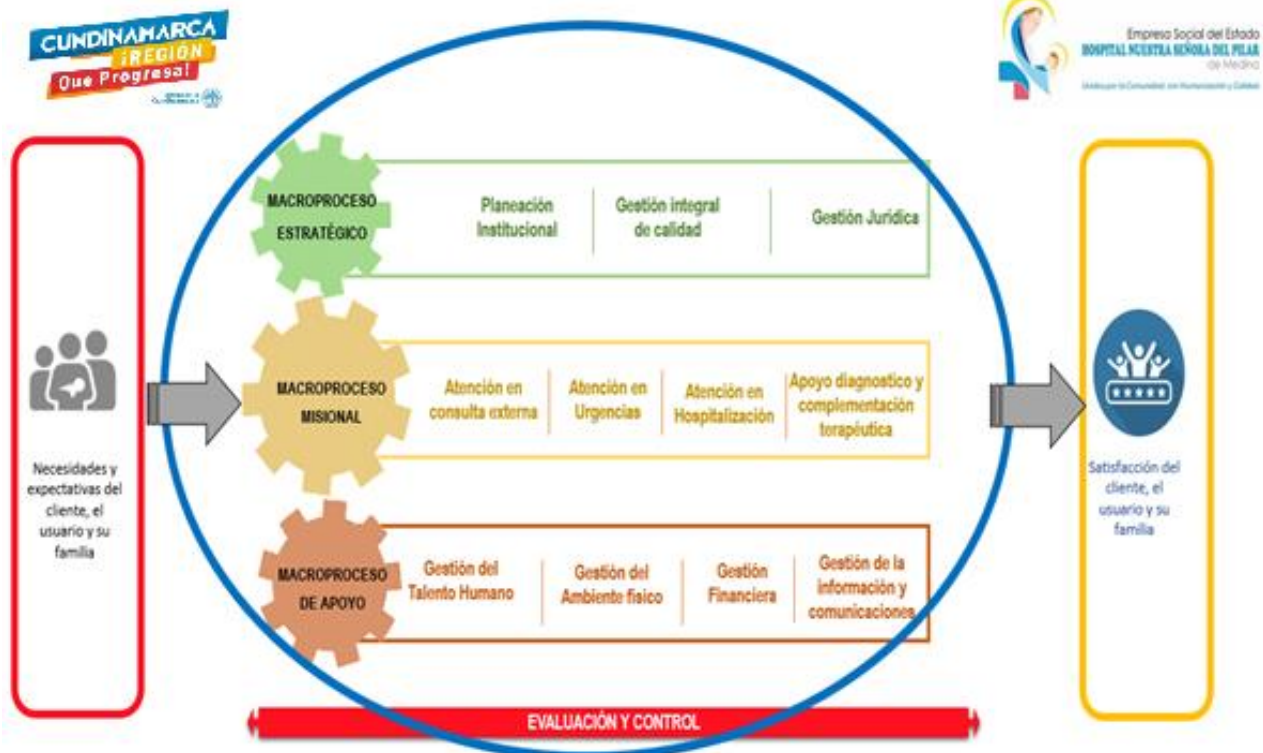 CUNDINAMARCA
¡REGIÓN
Que Progresa!
Empresa Social del Estado
HOSPITAL NUESTRA SEÑORA DEL PILAR
de Medina
MACROPROCESO
ESTRATÉGICO
Planeación
Institucional
Gestión integral
de calidad
Gestión Jurídica
Necesidades y
expectativas del
cliente, el
usuario y su
familia
MACROPROCESO
MISIONAL
Atención en
consulta externa
Atención en
Urgencias
Atención en
Hospitalización
Apoyo diagnostico y
complementación
terapéutica
Satisfacción del
cliente, el
usuario y su
familia
MACROPROCESO
DE APOYO
Gestión del
Talento Humano
Gestión del
Ambiente físico
Gestión
Financiera
Gestión de la
información y
comunicaciones
EVALUACIÓN Y CONTROL